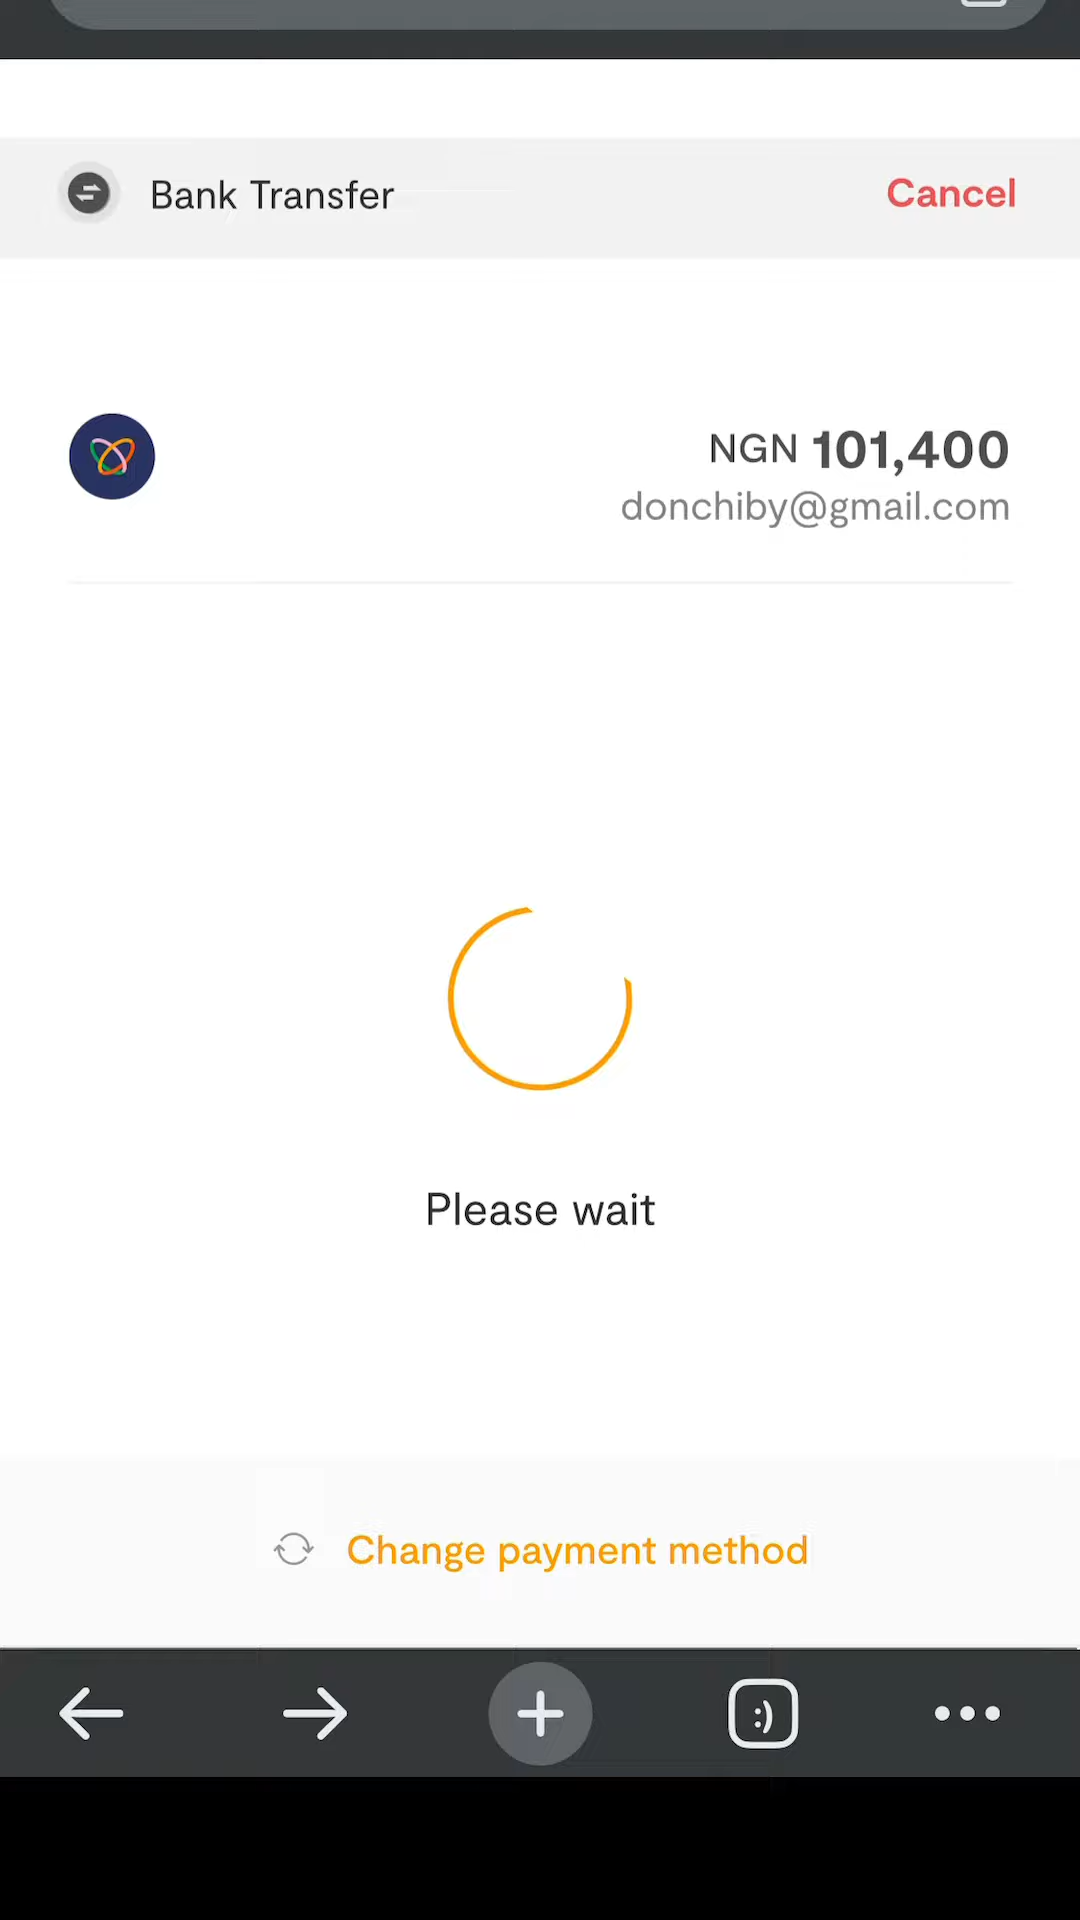 Bank Transfer
Cancel
NGN 101,400
donchiby@gmail.com
Please wait
Change payment method
:)